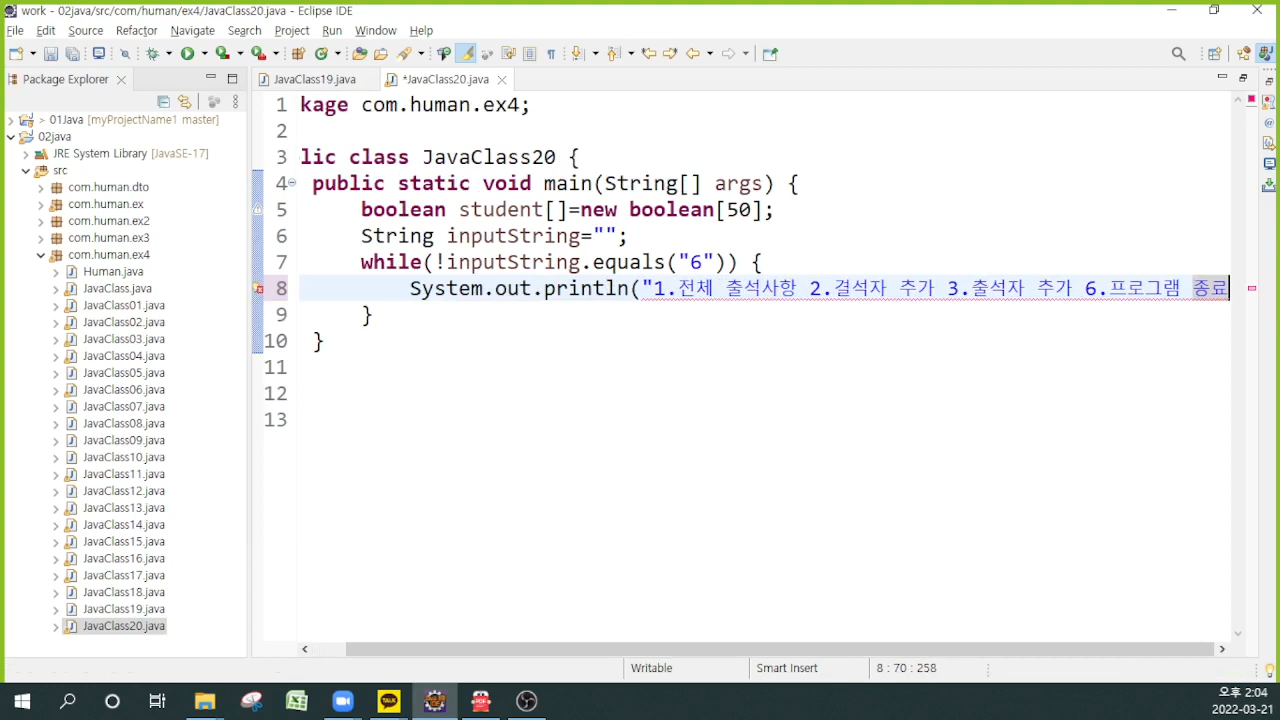 work - 02java/src/com/human/ex4/JavaClass20.java - Eclipse IDE
File Edit Source Refactor Navigate Search Project Run Window Help
Package Explorer
JavaClass19.java
*JavaClass20.java
> 01Java [myProjectName1 master]
02java
JRE System Library [JavaSE-17]
src
com.human.dto
com.human.ex
com.human.ex2
com.human.ex3
com.human.ex4
Human.java
JavaClass.java
JavaClass01.java
JavaClass02.java
JavaClass03.java
JavaClass04.java
JavaClass05.java
JavaClass06.java
JavaClass07.java
JavaClass08.java
JavaClass09.java
JavaClass10.java
JavaClass11.java
JavaClass12.java
JavaClass13.java
JavaClass14.java
JavaClass15.java
JavaClass16.java
JavaClass17.java
JavaClass18.java
JavaClass19.java
JavaClass20.java
1 kage com.human.ex4;
2
3 lic class JavaClass20 {
4 public static void main(String[] args) {
5 boolean student[]=new boolean[50];
6 String inputString="";
7 while(!inputString.equals("6")) {
8 System.out.println("1.전체 출석사항 2.결석자 추가 3.출석자 추가 6.프로그램 종료
9 }
10 }
11
12
13
Writable Smart Insert 8 : 70 : 258
TALK
PDF
오후 2:04
2022-03-21